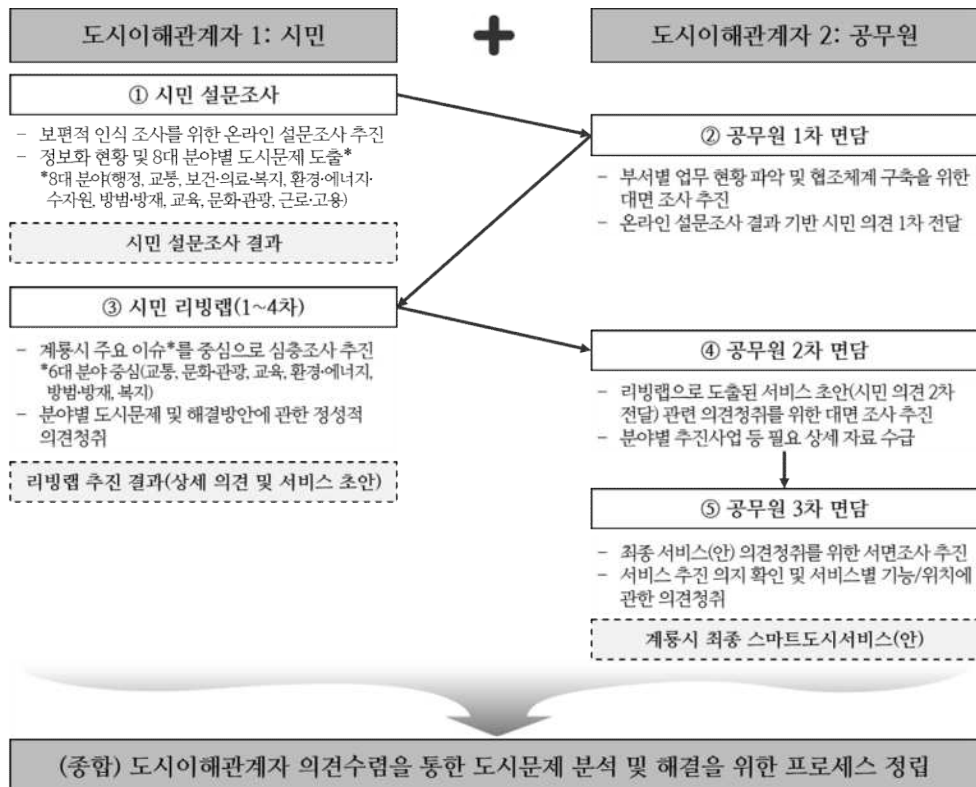 도시이해관계자 1: 시민
도시이해관계자 2: 공무원
① 시민 설문조사
- 보편적 인식 조사를 위한 온라인 설문조사 추진
- 정보화 현황 및 8대 분야별 도시문제 도출*
*8대 분야(행정, 교통, 보건·의료·복지, 환경·에너지·
수자원, 방범·방재, 교육, 문화·관광, 근로·고용)
시민 설문조사 결과
② 공무원 1차 면담
- 부서별 업무 현황 파악 및 협조체계 구축을 위한
대면 조사 추진
- 온라인 설문조사 결과 기반 시민 의견 1차 전달
③ 시민 리빙랩(1~4차)
- 계룡시 주요 이슈*를 중심으로 심층조사 추진
*6대 분야 중심(교통, 문화·관광, 교육, 환경·에너지,
방범·방재, 복지)
- 분야별 도시문제 및 해결방안에 관한 정성적
의견청취
리빙랩 추진 결과(상세 의견 및 서비스 초안)
④ 공무원 2차 면담
- 리빙랩으로 도출된 서비스 초안(시민 의견 2차
전달) 관련 의견청취를 위한 대면 조사 추진
- 분야별 추진사업 등 필요 상세 자료 수급
⑤ 공무원 3차 면담
- 최종 서비스(안) 의견청취를 위한 서면조사 추진
- 서비스 추진 의지 확인 및 서비스별 기능/위치에
관한 의견청취
계룡시 최종 스마트도시서비스(안)
(종합) 도시이해관계자 의견수렴을 통한 도시문제 분석 및 해결을 위한 프로세스 정립